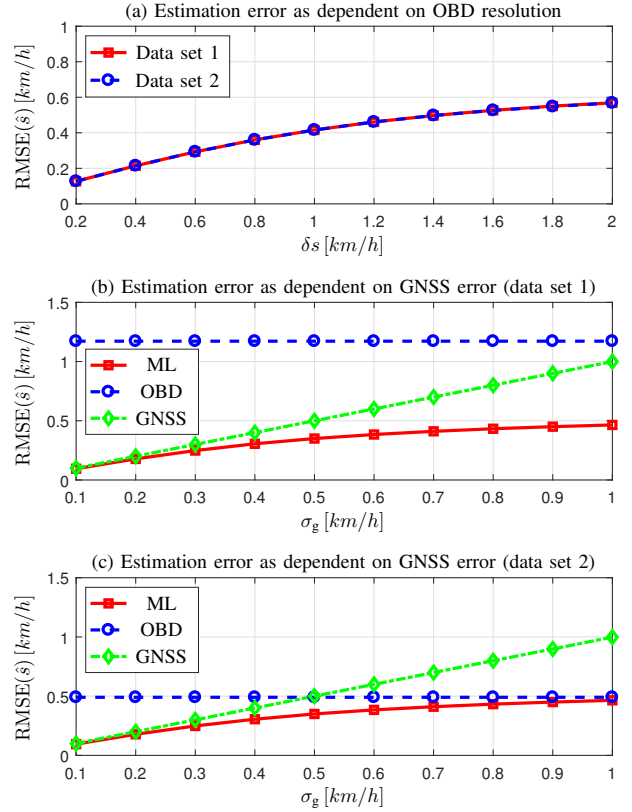 (a) Estimation error as dependent on OBD resolution
1
0.8
0.6
0.4
0.2
0
RMSE(ŝ) [km/h]
Data set 1
Data set 2
0.2 0.4 0.6 0.8 1 1.2 1.4 1.6 1.8 2
δs [km/h]
(b) Estimation error as dependent on GNSS error (data set 1)
1.5
1
0.5
0
RMSE(ŝ) [km/h]
ML
OBD
GNSS
0.1 0.2 0.3 0.4 0.5 0.6 0.7 0.8 0.9 1
σg [km/h]
(c) Estimation error as dependent on GNSS error (data set 2)
1.5
1
0.5
0
RMSE(ŝ) [km/h]
ML
OBD
GNSS
0.1 0.2 0.3 0.4 0.5 0.6 0.7 0.8 0.9 1
σg [km/h]